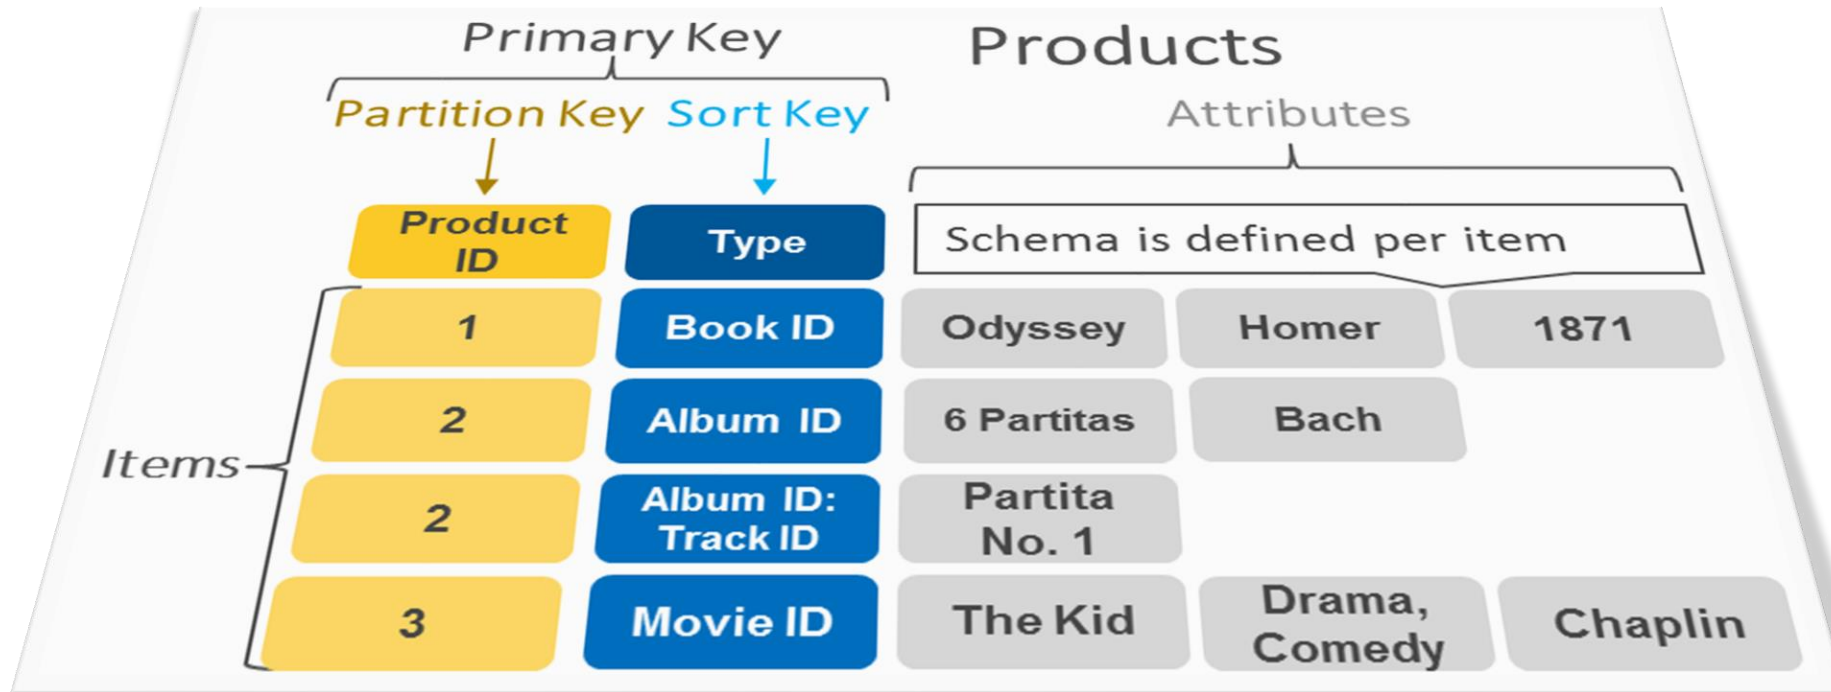 Primary Key
Products
Partition Key Sort Key
Attributes
Product
ID
Type
Schema is defined per item
Items
1
Book ID
Odyssey
Homer
1871
2
Album ID
6 Partitas
Bach
2
Album ID:
Track ID
Partita
No. 1
3
Movie ID
The Kid
Drama,
Comedy
Chaplin